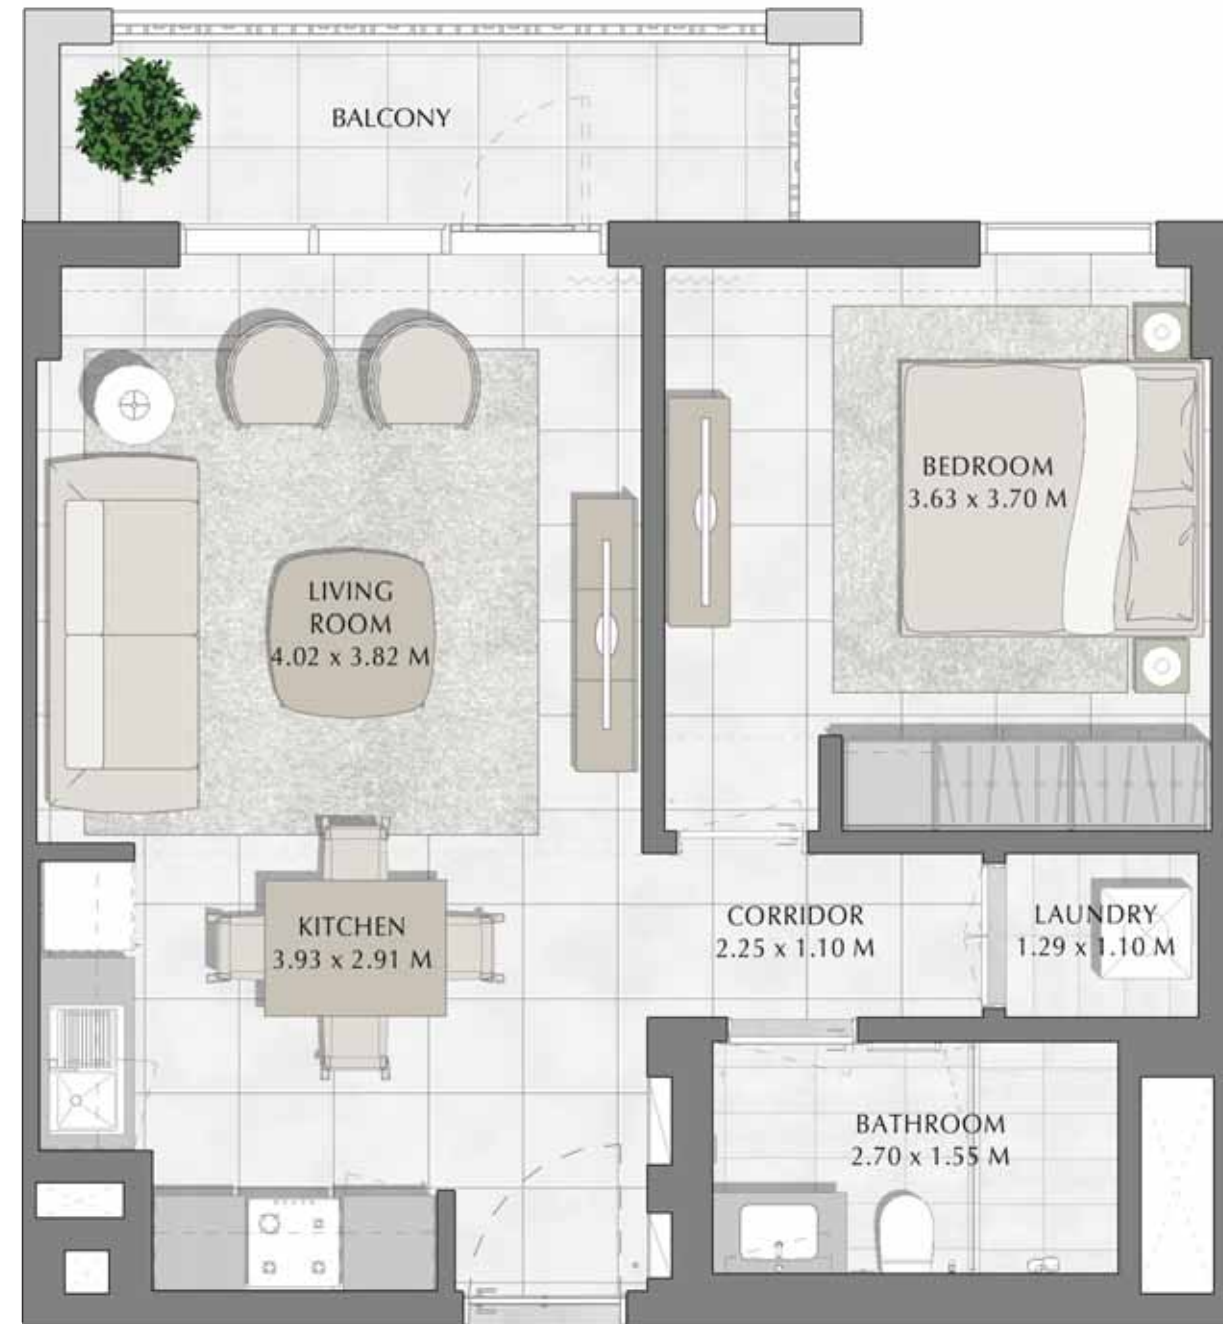 BALCONY
BEDROOM
3.63 x 3.70 M
LIVING
ROOM
4.02 x 3.82 M
KITCHEN
3.93 x 2.91 M
CORRIDOR
2.25 x 1.10 M
LAUNDRY
1.29 x 1.10 M
BATHROOM
2.70 x 1.55 M